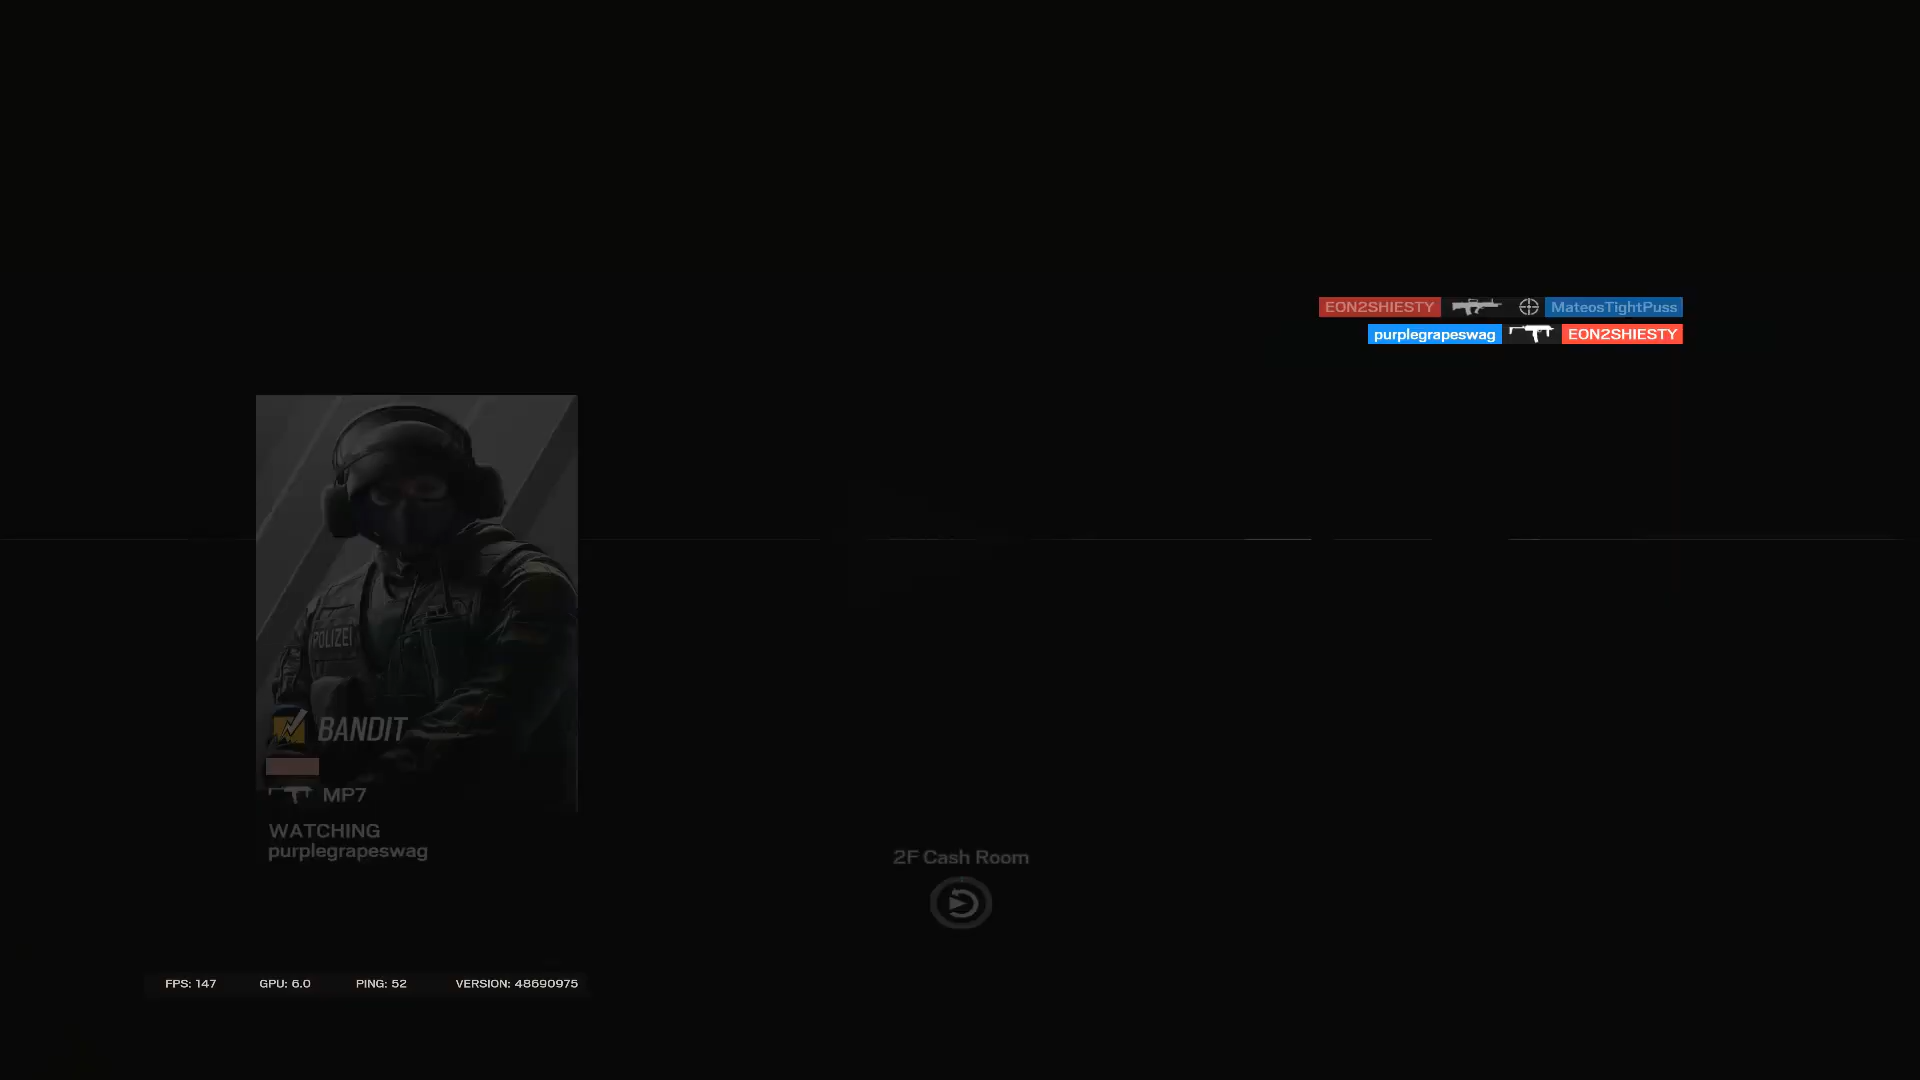 EON2SHIESTY MateosTightPuss
purplegrapeswag EON2SHIESTY
POLIZEI
BANDIT
MP7
WATCHING
purplegrapeswag
2F Cash Room
FPS: 147 GPU: 6.0 PING: 52 VERSION: 48690975